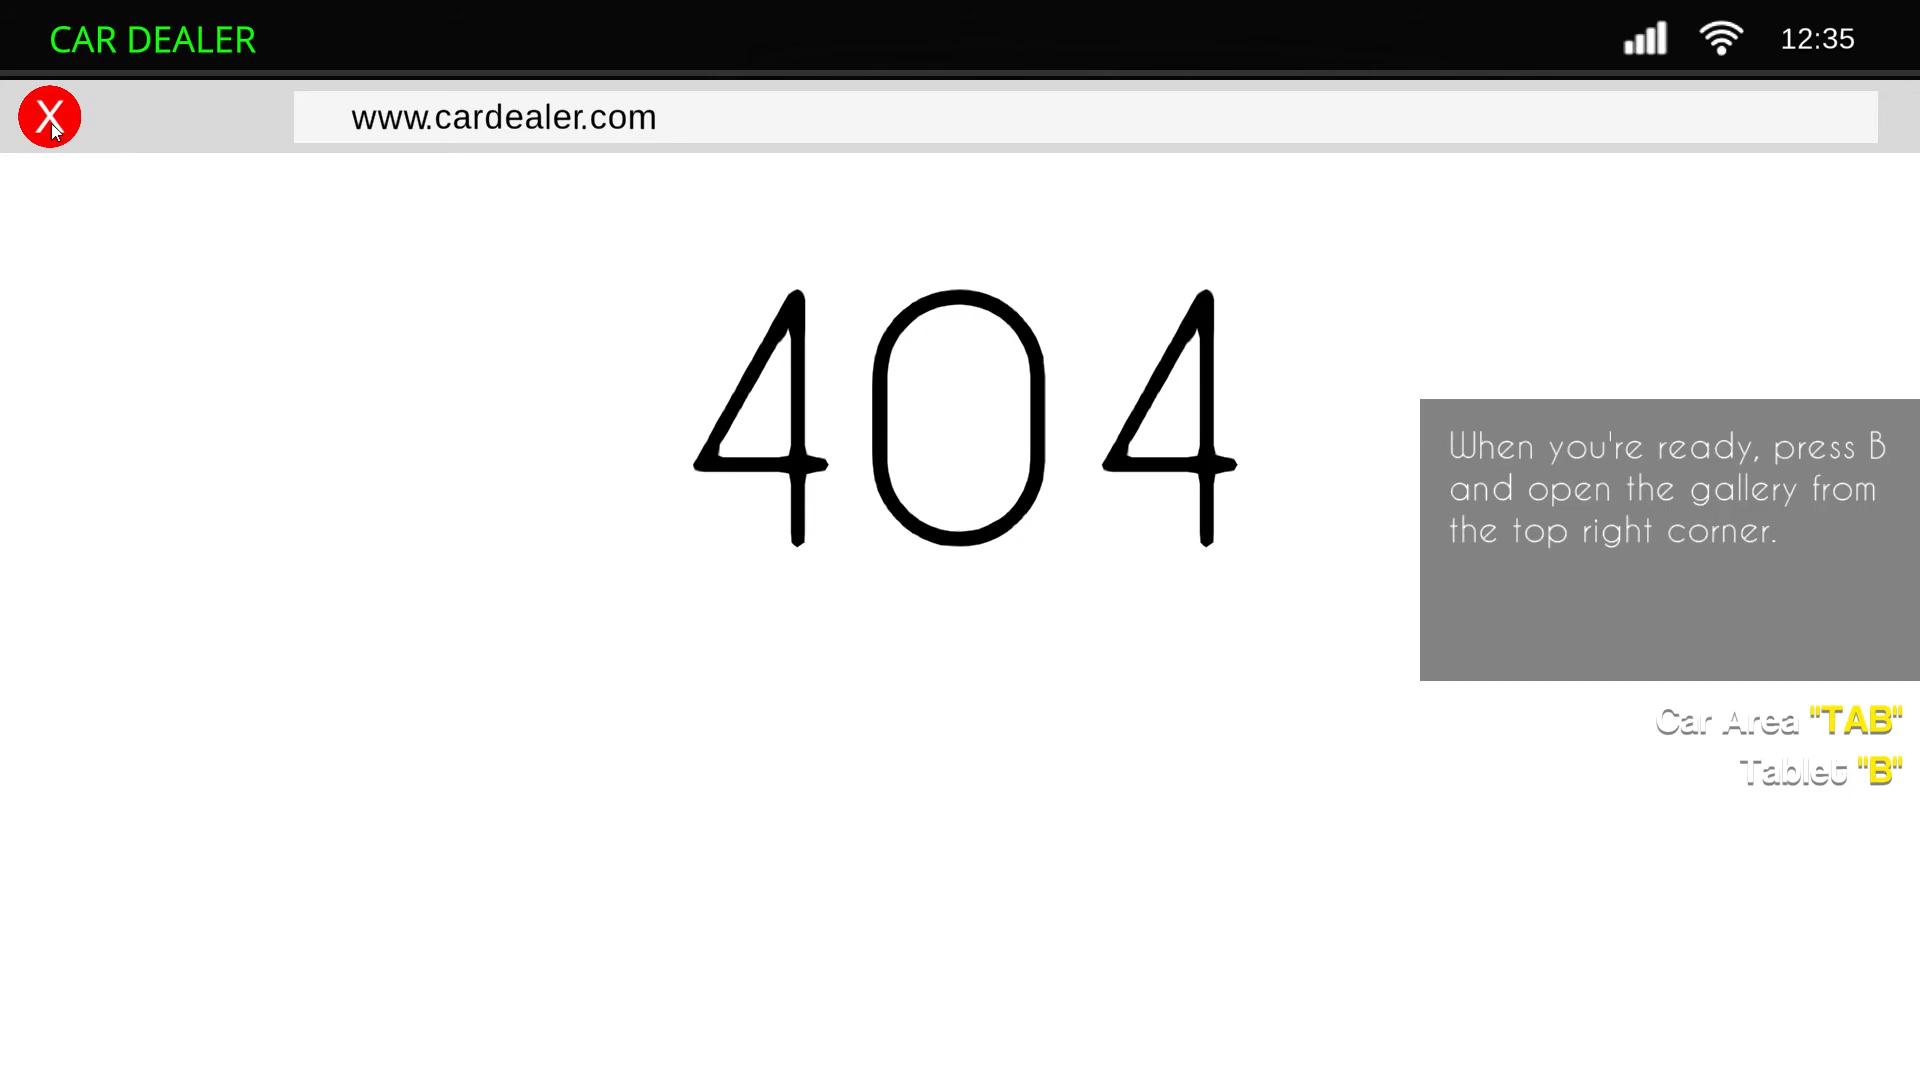 CAR DEALER
12:35
X
www.cardealer.com
404
When you're ready, press B
and open the gallery from
the top right corner.
Car Area "TAB"
Tablet "B"